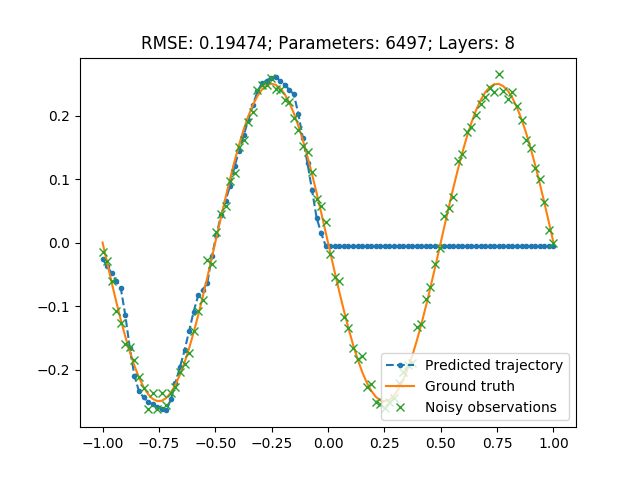 RMSE: 0.19474; Parameters: 6497; Layers: 8
0.2
0.1
0.0
−0.1
−0.2
Predicted trajectory
Ground truth
Noisy observations
−1.00 −0.75 −0.50 −0.25 0.00 0.25 0.50 0.75 1.00